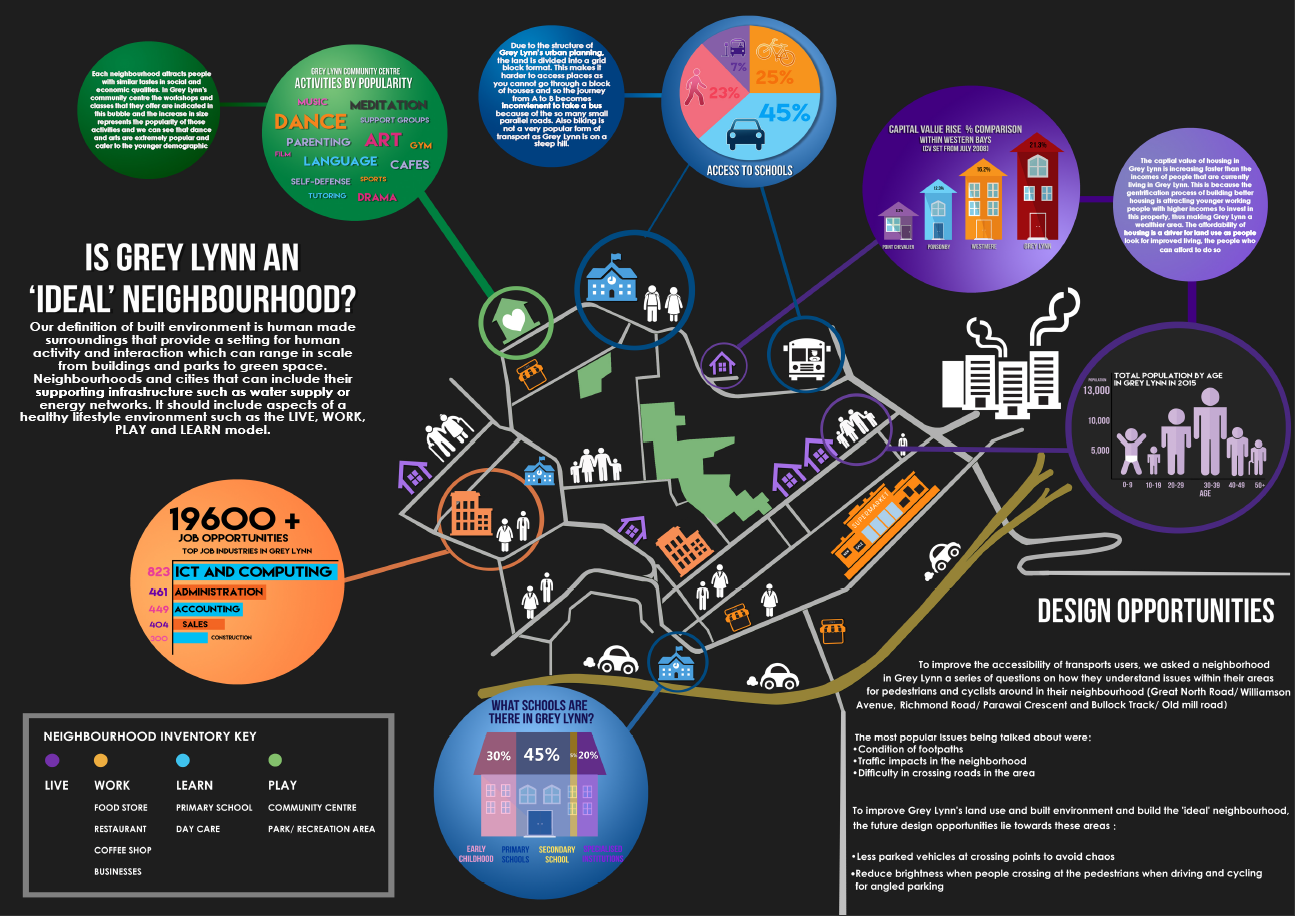 Each neighbourhood attracts people
with similar tastes in social and
economic qualities. In Grey Lynn's
community centre the workshops and
classes that they offer are indicated in
this bubble and the increase in size
represents the popularity of those
activities and we can see that dance
and arts are extremely popular and
cater to the younger demographic
GREY LYNN COMMUNITY CENTRE
ACTIVITIES BY POPULARITY
MUSIC
MEDITATION
DANCE
SUPPORT GROUPS
PARENTING
ART
GYM
FILM
LANGUAGE
CAFES
SELF-DEFENSE
SPORTS
TUTORING
DRAMA
Due to the structure of
Grey Lynn's urban planning,
the land is divided into a grid
block format. This makes it
harder to access places as
you cannot go through a block
of houses and so the journey
from A to B becomes
inconvienent to take a bus
because of the so many small
parallel roads. Also biking is
not a very popular form of
transport as Grey Lynn is on a
steep hill.
7%
25%
23%
45%
ACCESS TO SCHOOLS
CAPITAL VALUE RISE % COMPARISON
WITHIN WESTERN BAYS
(CV SET FROM JULY 2008)
12.9%
16.2%
21.3%
POINT CHEVALIER
PONSONBY
WESTMERE
GREY LYNN
The captial value of housing in
Grey Lynn is increasing faster than the
incomes of people that are currently
living in Grey Lynn. This is because the
gentrification process of building better
housing is attracting younger working
people with higher incomes to invest in
this property, thus making Grey Lynn a
wealthier area. The affordability of
housing is a driver for land use as people
look for improved living, the people who
can afford to do so
IS GREY LYNN AN
‘IDEAL’ NEIGHBOURHOOD?
Our definition of built environment is human made
surroundings that provide a setting for human
activity and interaction which can range in scale
from buildings and parks to green space.
Neighbourhoods and cities that can include their
supporting infrastructure such as water supply or
energy networks. It should include aspects of a
healthy lifestyle environment such as the LIVE, WORK,
PLAY and LEARN model.
POPULATION
TOTAL POPULATION BY AGE
IN GREY LYNN IN 2015
13,000
10,000
5,000
0-9
10-19
20-29
30-39
40-49
50+
AGE
SUPERMARKET
19600 +
JOB OPPORTUNITIES
TOP JOB INDUSTRIES IN GREY LYNN
823 ICT AND COMPUTING
461 ADMINISTRATION
449 ACCOUNTING
404 SALES
300 CONSTRUCTION
WHAT SCHOOLS ARE
THERE IN GREY LYNN?
30%
45%
5%
20%
EARLY
CHILDHOOD
PRIMARY
SCHOOLS
SECONDARY
SCHOOL
NEIGHBOURHOOD INVENTORY KEY
LIVE
WORK
LEARN
PLAY
FOOD STORE
PRIMARY SCHOOL
COMMUNITY CENTRE
RESTAURANT
DAY CARE
PARK/ RECREATION AREA
COFFEE SHOP
BUSINESSES
DESIGN OPPORTUNITIES
To improve the accessibility of transports users, we asked a neighborhood
in Grey Lynn a series of questions on how they understand issues within their areas
for pedestrians and cyclists around in their neighbourhood (Great North Road/ Williamson
Avenue, Richmond Road/ Parawai Crescent and Bullock Track/ Old mill road)
The most popular issues being talked about were:
•Condition of footpaths
•Traffic impacts in the neighborhood
•Difficulty in crossing roads in the area
To improve Grey Lynn's land use and built environment and build the 'ideal' neighbourhood,
the future design opportunities lie towards these areas :
•Less parked vehicles at crossing points to avoid chaos
•Reduce brightness when people crossing at the pedestrians when driving and cycling
for angled parking